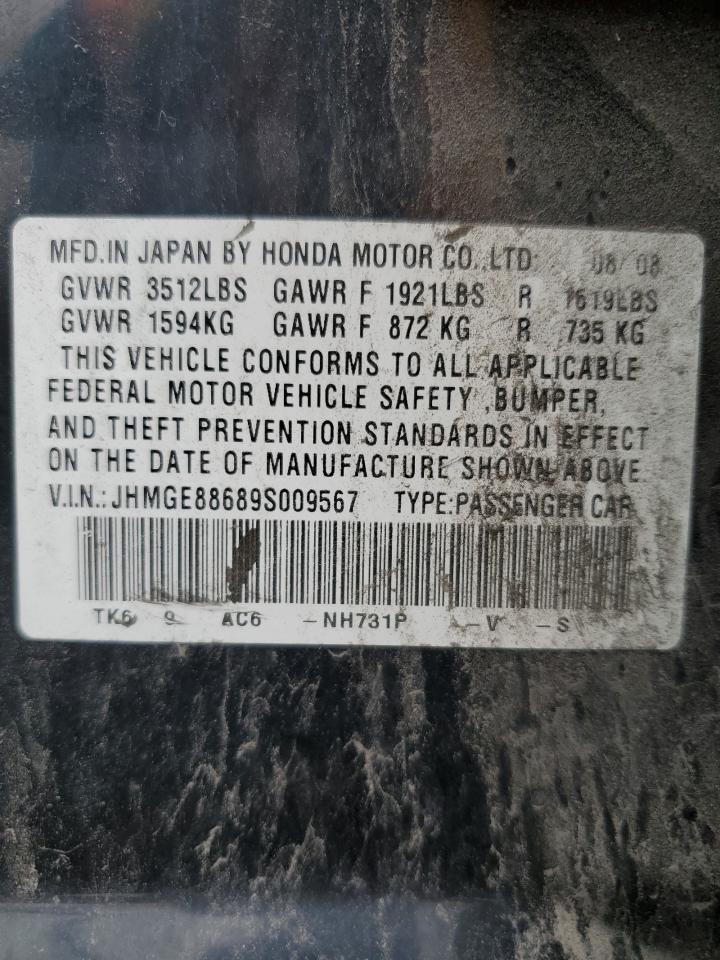 MFD.IN JAPAN BY HONDA MOTOR CO.,LTD. 08/08
GVWR 3512LBS GAWR F 1921LBS R 1619LBS
GVWR 1594KG GAWR F 872 KG R 735 KG
THIS VEHICLE CONFORMS TO ALL APPLICABLE
FEDERAL MOTOR VEHICLE SAFETY ,BUMPER,
AND THEFT PREVENTION STANDARDS IN EFFECT
ON THE DATE OF MANUFACTURE SHOWN ABOVE.
V.I.N.: JHMGE88689S009567 TYPE:PASSENGER CAR
TK6 9 AC6 -NH731P -V -S